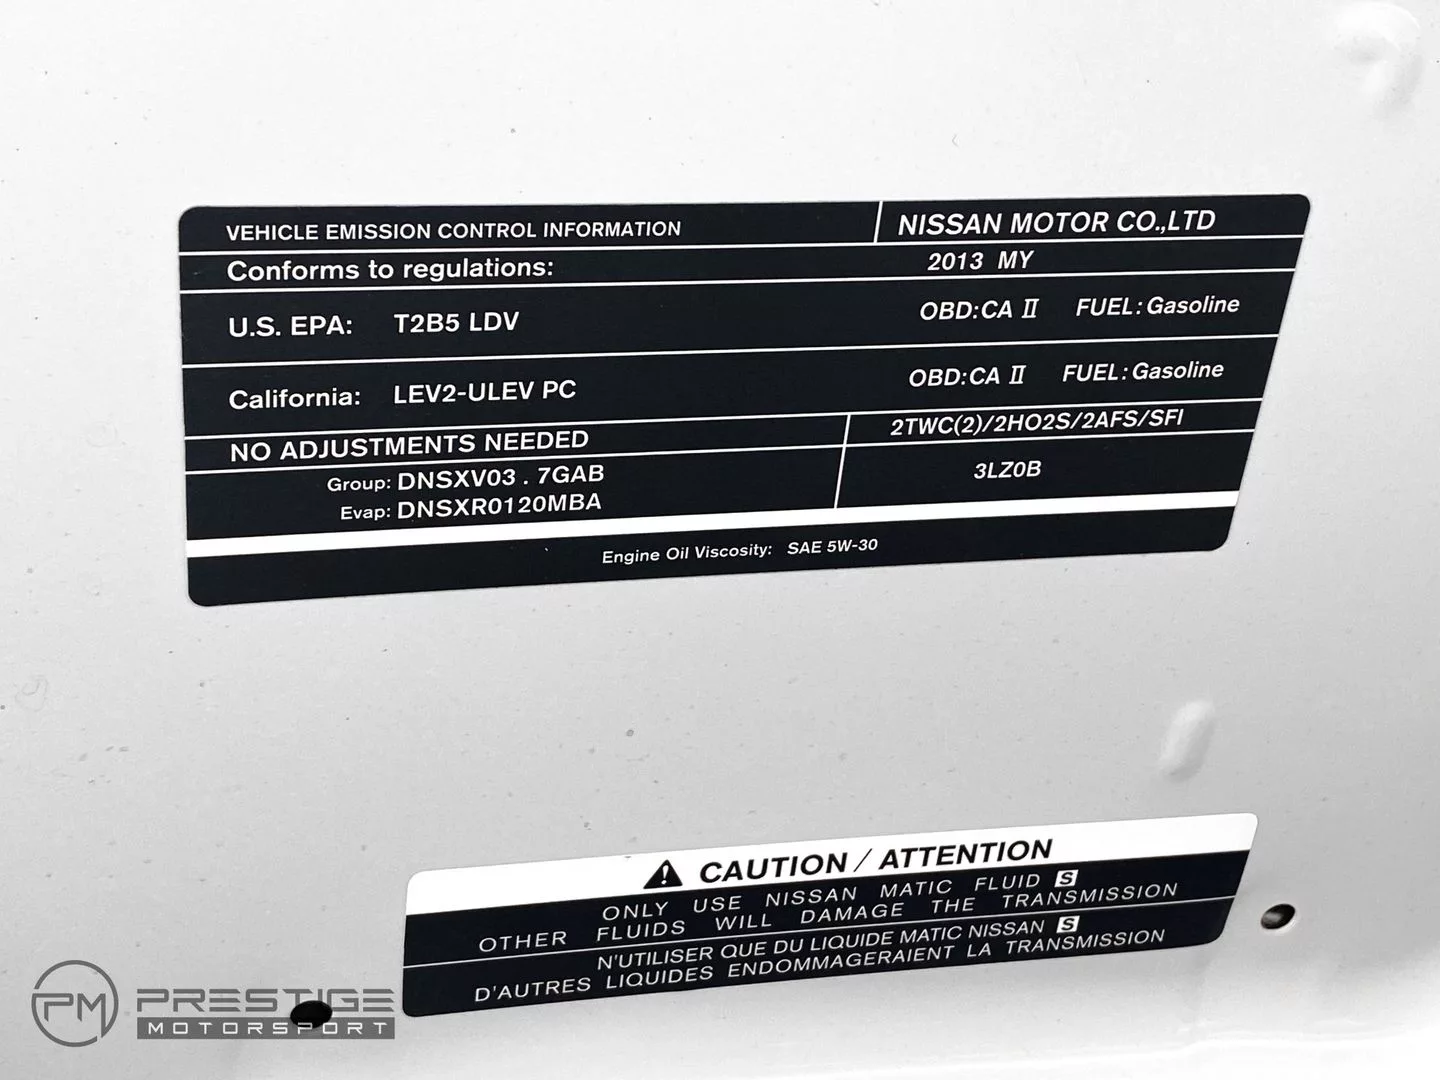 VEHICLE EMISSION CONTROL INFORMATION NISSAN MOTOR CO.,LTD
Conforms to regulations: 2013 MY
U.S. EPA: T2B5 LDV OBD:CA II FUEL: Gasoline
California: LEV2-ULEV PC OBD:CA II FUEL: Gasoline
NO ADJUSTMENTS NEEDED 2TWC(2)/2HO2S/2AFS/SFI
Group: DNSXV03 . 7GAB 3LZ0B
Evap: DNSXR0120MBA
Engine Oil Viscosity: SAE 5W-30
CAUTION / ATTENTION
ONLY USE NISSAN MATIC FLUID S
OTHER FLUIDS WILL DAMAGE THE TRANSMISSION
N'UTILISER QUE DU LIQUIDE MATIC NISSAN S
D'AUTRES LIQUIDES ENDOMMAGERAIENT LA TRANSMISSION
PM PRESTIGE
MOTORSPORT